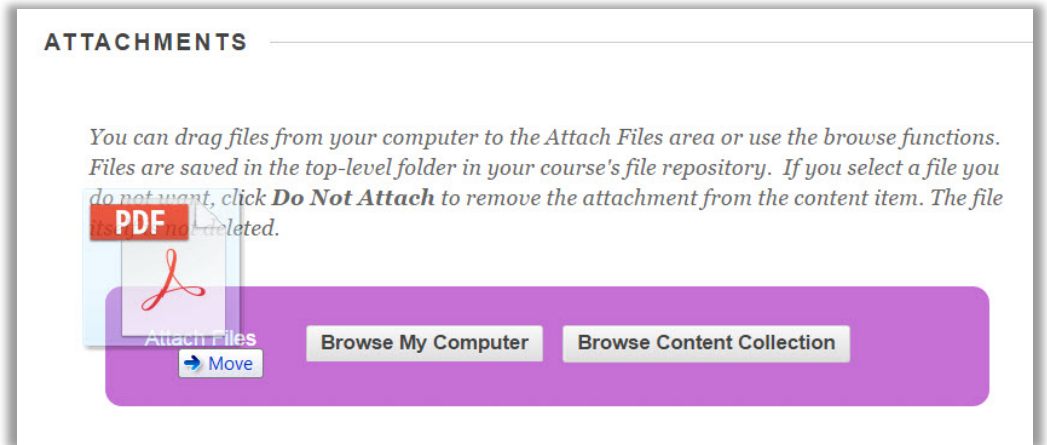 ATTACHMENTS
You can drag files from your computer to the Attach Files area or use the browse functions.
Files are saved in the top-level folder in your course's file repository.  If you select a file you
do not want, click Do Not Attach to remove the attachment from the content item. The file
itself is not deleted.
PDF
Attach Files
Browse My Computer
Browse Content Collection
Move